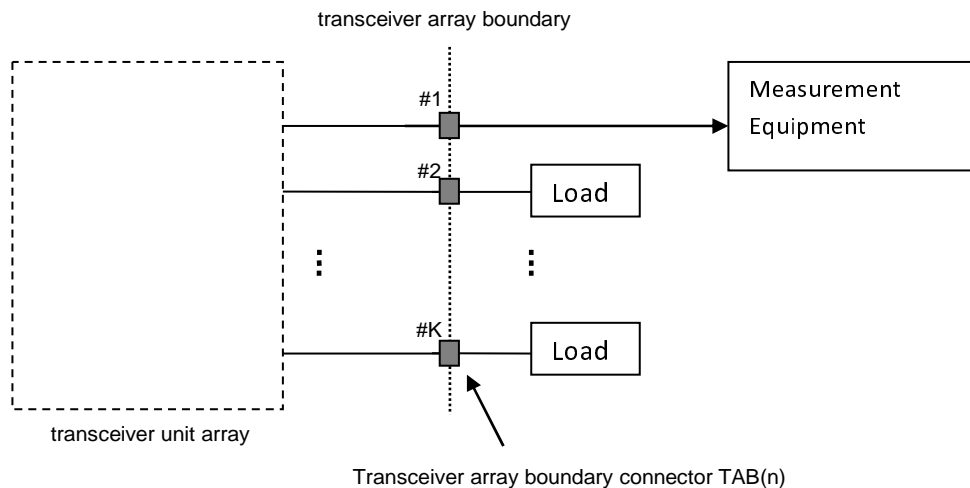 transceiver array boundary
#1
Measurement
Equipment
#2
Load
#K
Load
transceiver unit array
Transceiver array boundary connector TAB(n)